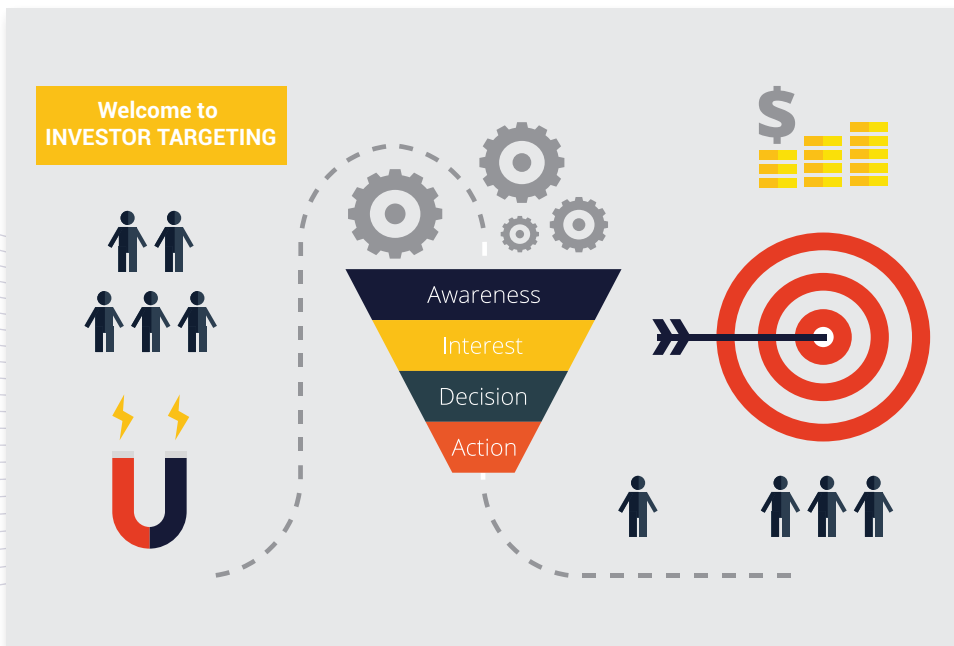 Welcome to
INVESTOR TARGETING
$
Awareness
Interest
Decision
Action